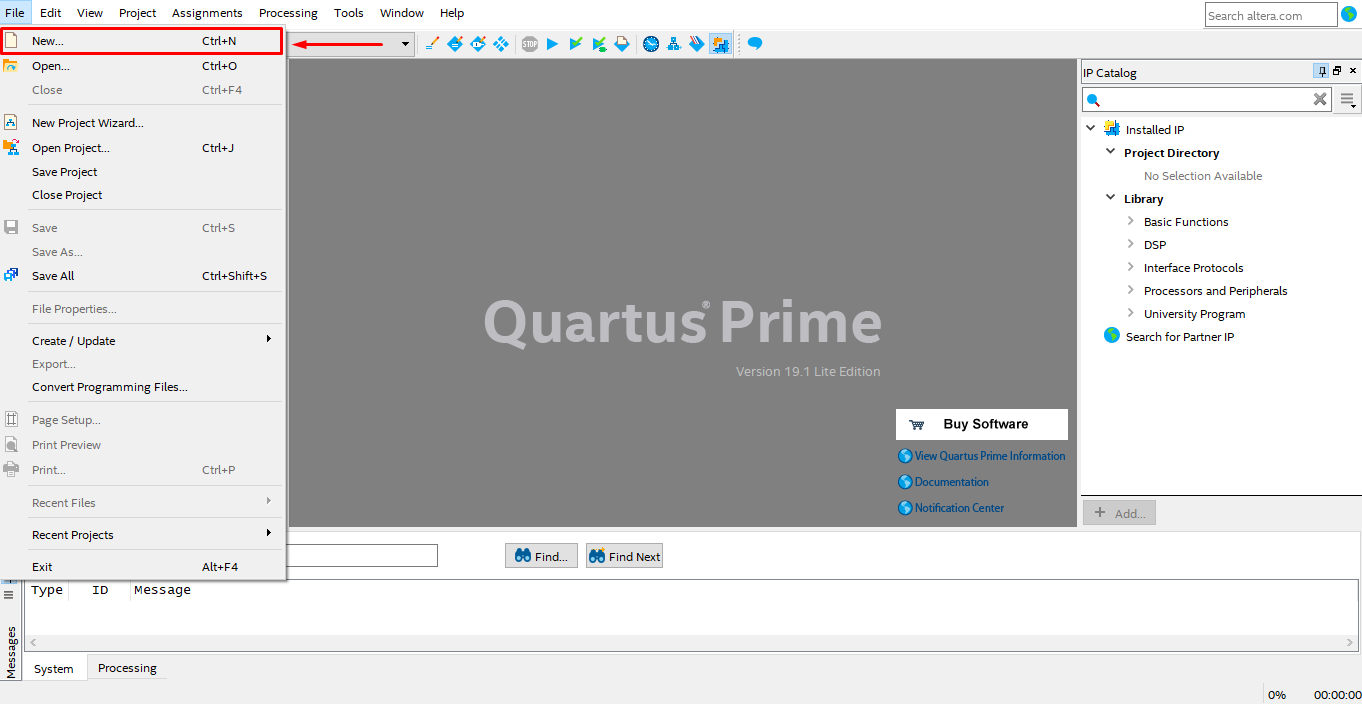 File Edit View Project Assignments Processing Tools Window Help
Search altera.com
New... Ctrl+N
Open... Ctrl+O
Close Ctrl+F4
New Project Wizard...
Open Project... Ctrl+J
Save Project
Close Project
Save Ctrl+S
Save As...
Save All Ctrl+Shift+S
File Properties...
Create / Update
Export...
Convert Programming Files...
Page Setup...
Print Preview
Print... Ctrl+P
Recent Files
Recent Projects
Exit Alt+F4
STOP
Quartus® Prime
Version 19.1 Lite Edition
Buy Software
View Quartus Prime Information
Documentation
Notification Center
IP Catalog
Installed IP
Project Directory
No Selection Available
Library
Basic Functions
DSP
Interface Protocols
Processors and Peripherals
University Program
Search for Partner IP
+ Add...
Find... Find Next
Type ID Message
Messages
System Processing
0% 00:00:00